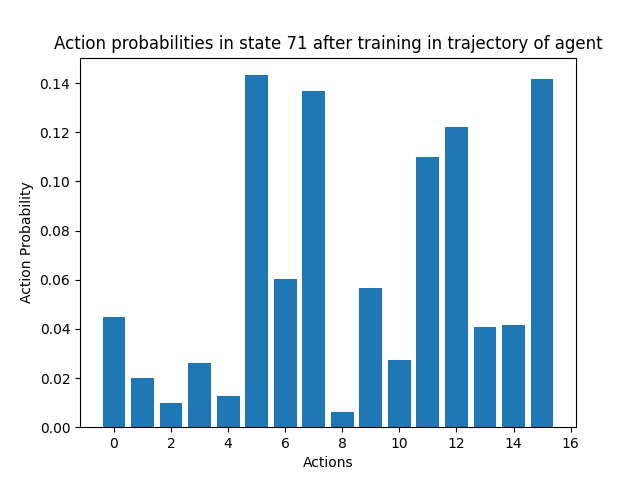 Action probabilities in state 71 after training in trajectory of agent
0.14
0.12
0.10
0.08
0.06
0.04
0.02
0.00
Action Probability
0 2 4 6 8 10 12 14 16
Actions